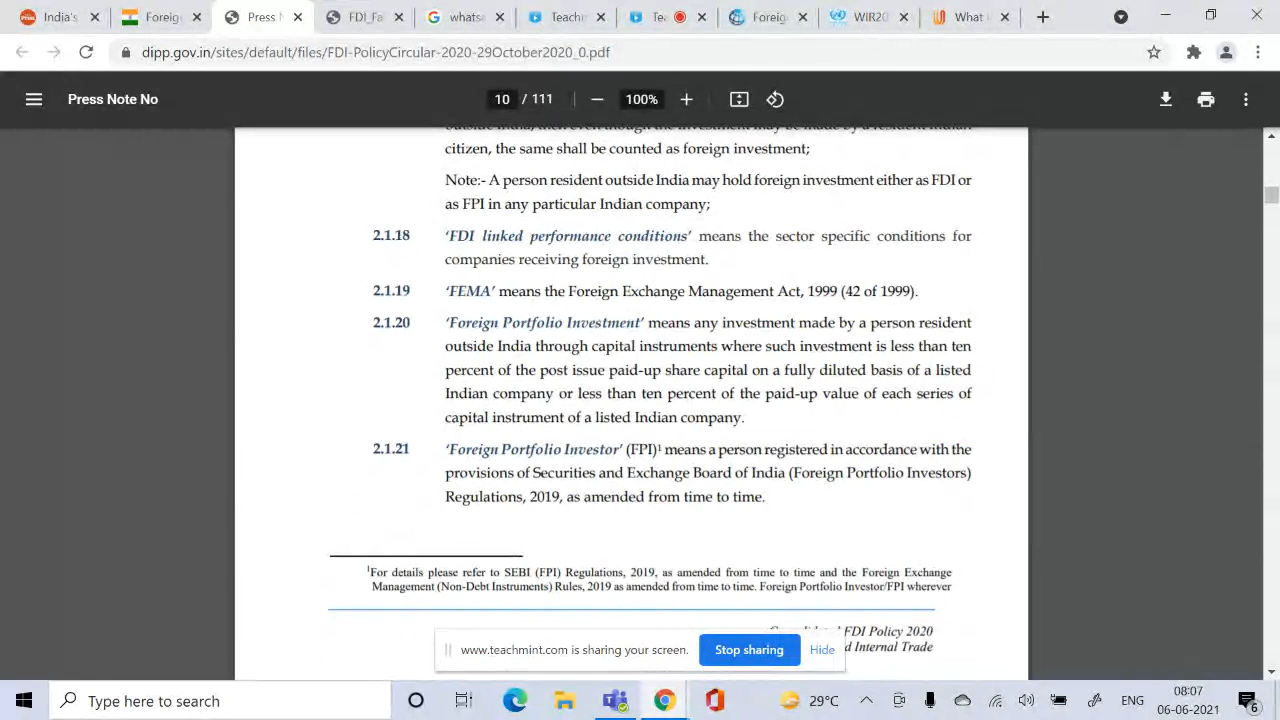 India's
Foreig
Press N
FDI_Fa
whats
Teachin
Tea
Foreig
WIR20
What i
dipp.gov.in/sites/default/files/FDI-PolicyCircular-2020-29October2020_0.pdf
Press Note No
10 / 111
100%
citizen, the same shall be counted as foreign investment;
Note:- A person resident outside India may hold foreign investment either as FDI or
as FPI in any particular Indian company;
2.1.18 'FDI linked performance conditions' means the sector specific conditions for
companies receiving foreign investment.
2.1.19 'FEMA' means the Foreign Exchange Management Act, 1999 (42 of 1999).
2.1.20 'Foreign Portfolio Investment' means any investment made by a person resident
outside India through capital instruments where such investment is less than ten
percent of the post issue paid-up share capital on a fully diluted basis of a listed
Indian company or less than ten percent of the paid-up value of each series of
capital instrument of a listed Indian company.
2.1.21 'Foreign Portfolio Investor' (FPI)¹ means a person registered in accordance with the
provisions of Securities and Exchange Board of India (Foreign Portfolio Investors)
Regulations, 2019, as amended from time to time.
¹For details please refer to SEBI (FPI) Regulations, 2019, as amended from time to time and the Foreign Exchange
Management (Non-Debt Instruments) Rules, 2019 as amended from time to time. Foreign Portfolio Investor/FPI wherever
FDI Policy 2020
d Internal Trade
www.teachmint.com is sharing your screen.
Stop sharing
Hide
Type here to search
29°C
ENG
08:07
06-06-2021
6